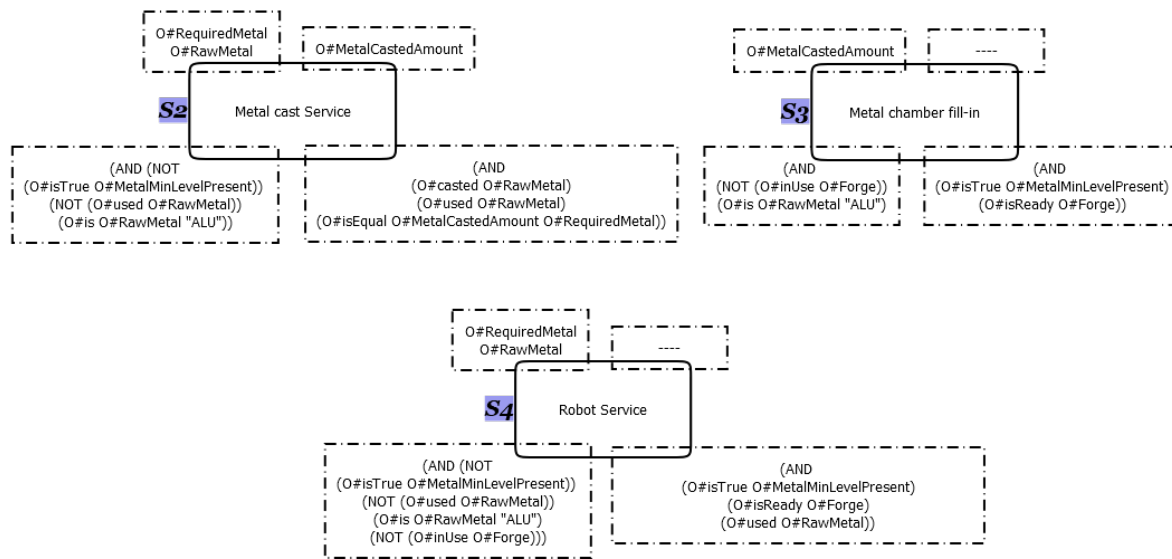 O#RequiredMetal
O#RawMetal
O#MetalCastedAmount
S2
Metal cast Service
(AND (NOT
(O#isTrue O#MetalMinLevelPresent))
(NOT (O#used O#RawMetal))
(O#is O#RawMetal "ALU"))
(AND
(O#casted O#RawMetal)
(O#used O#RawMetal)
(O#isEqual O#MetalCastedAmount O#RequiredMetal))
O#MetalCastedAmount
----
S3
Metal chamber fill-in
(AND
(NOT (O#inUse O#Forge))
(O#is O#RawMetal "ALU")
(AND
(O#isTrue O#MetalMinLevelPresent)
(O#isReady O#Forge))
O#RequiredMetal
O#RawMetal
----
S4
Robot Service
(AND (NOT
(O#isTrue O#MetalMinLevelPresent))
(NOT (O#used O#RawMetal))
(O#is O#RawMetal "ALU")
(NOT (O#inUse O#Forge)))
(AND
(O#isTrue O#MetalMinLevelPresent)
(O#isReady O#Forge)
(O#used O#RawMetal))